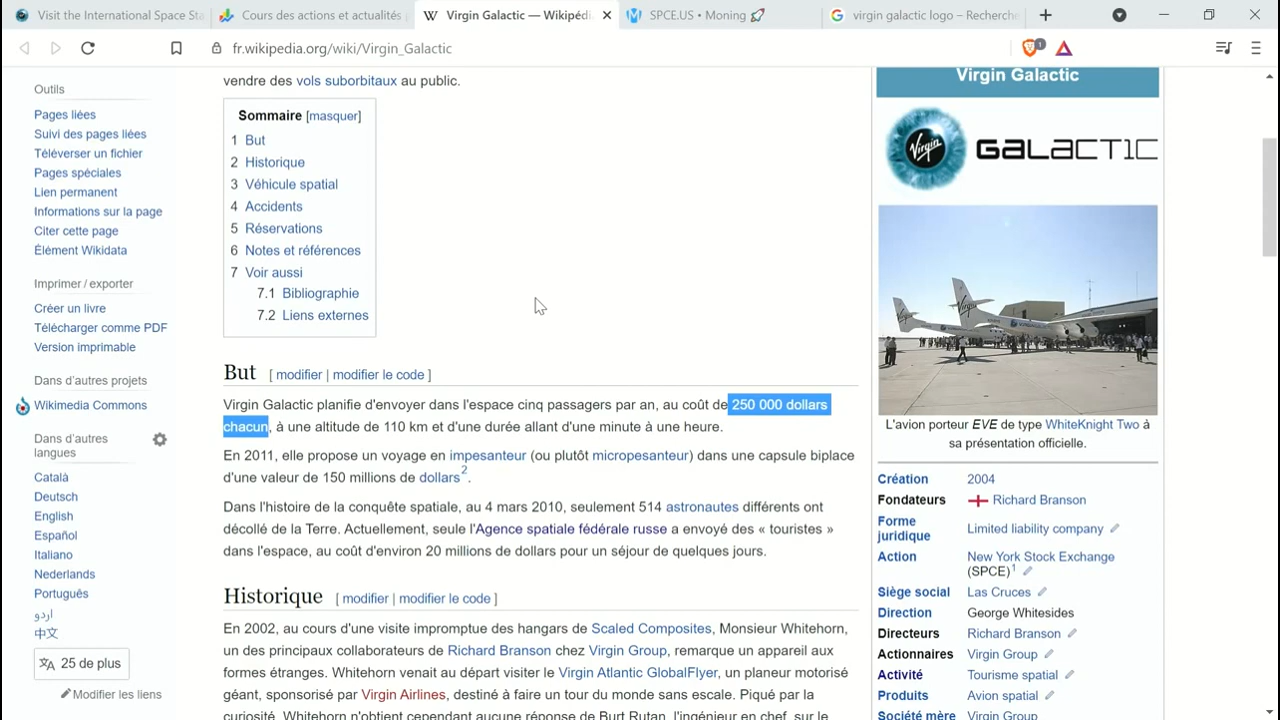 Visit the International Space Sta
Cours des actions et actualités
Virgin Galactic — Wikipédi
SPCE.US • Moning
virgin galactic logo – Recherche
fr.wikipedia.org/wiki/Virgin_Galactic
1
Outils
Pages liées
Suivi des pages liées
Téléverser un fichier
Pages spéciales
Lien permanent
Informations sur la page
Citer cette page
Élément Wikidata
Imprimer / exporter
Créer un livre
Télécharger comme PDF
Version imprimable
Dans d'autres projets
Wikimedia Commons
Dans d'autres
langues
Català
Deutsch
English
Español
Italiano
Nederlands
Português
اردو
中文
25 de plus
Modifier les liens
vendre des vols suborbitaux au public.
Sommaire [masquer]
1 But
2 Historique
3 Véhicule spatial
4 Accidents
5 Réservations
6 Notes et références
7 Voir aussi
7.1 Bibliographie
7.2 Liens externes
But [ modifier | modifier le code ]
Virgin Galactic planifie d'envoyer dans l'espace cinq passagers par an, au coût de 250 000 dollars
chacun, à une altitude de 110 km et d'une durée allant d'une minute à une heure.
En 2011, elle propose un voyage en impesanteur (ou plutôt micropesanteur) dans une capsule biplace
d'une valeur de 150 millions de dollars2.
Dans l'histoire de la conquête spatiale, au 4 mars 2010, seulement 514 astronautes différents ont
décollé de la Terre. Actuellement, seule l'Agence spatiale fédérale russe a envoyé des « touristes »
dans l'espace, au coût d'environ 20 millions de dollars pour un séjour de quelques jours.
Historique [ modifier | modifier le code ]
En 2002, au cours d'une visite impromptue des hangars de Scaled Composites, Monsieur Whitehorn,
un des principaux collaborateurs de Richard Branson chez Virgin Group, remarque un appareil aux
formes étranges. Whitehorn venait au départ visiter le Virgin Atlantic GlobalFlyer, un planeur motorisé
géant, sponsorisé par Virgin Airlines, destiné à faire un tour du monde sans escale. Piqué par la
curiosité, Whitehorn n'obtient cependant aucune réponse de Burt Rutan, l'ingénieur en chef, sur le
Virgin Galactic
Virgin GALACTIC
L'avion porteur EVE de type WhiteKnight Two à
sa présentation officielle.
Création 2004
Fondateurs Richard Branson
Forme
juridique Limited liability company
Action New York Stock Exchange
(SPCE)1
Siège social Las Cruces
Direction George Whitesides
Directeurs Richard Branson
Actionnaires Virgin Group
Activité Tourisme spatial
Produits Avion spatial
Société mère Virgin Group